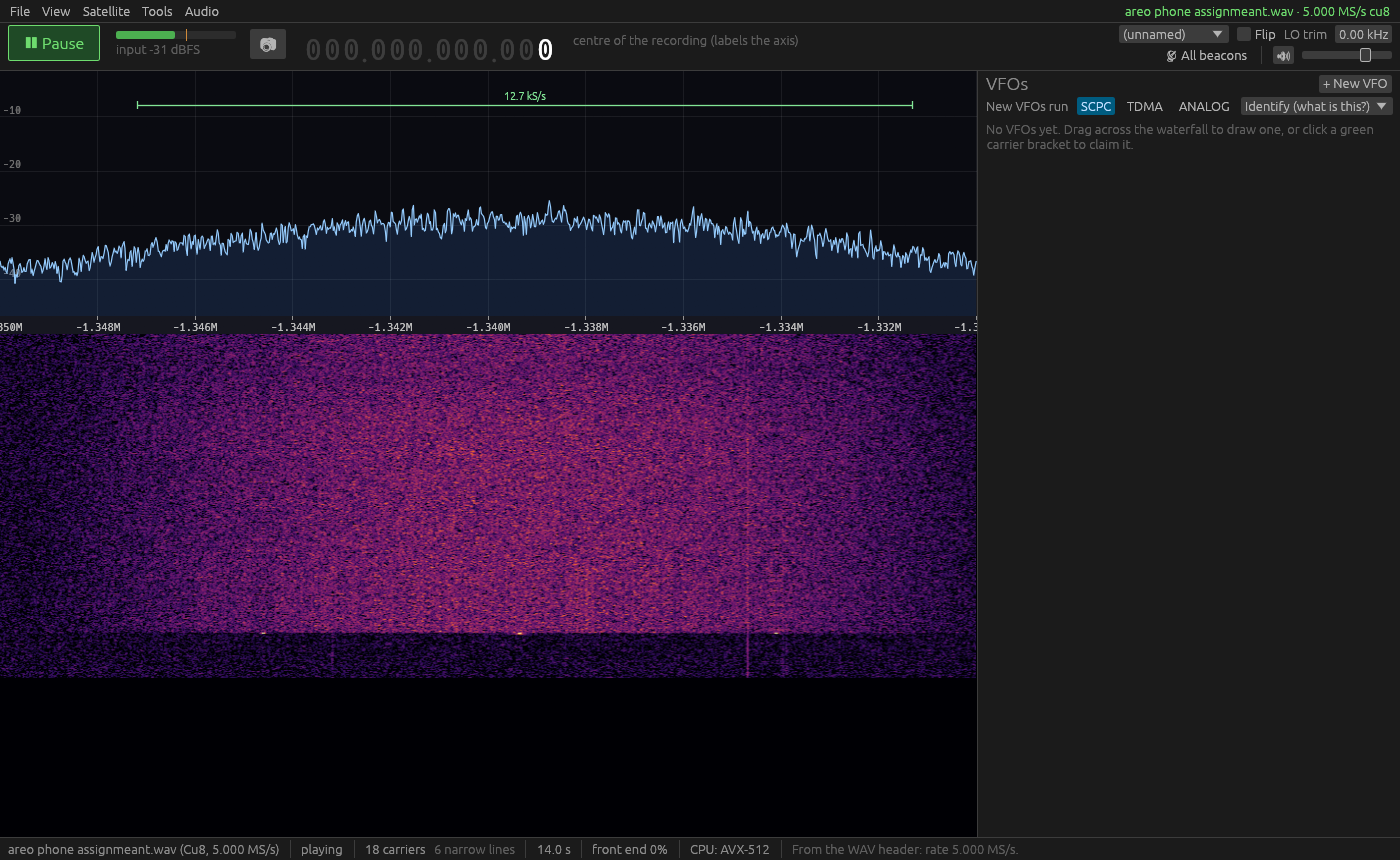 File View Satellite Tools Audio
areo phone assignmeant.wav · 5.000 MS/s cu8
Pause
input -31 dBFS
000.000.000.000
centre of the recording (labels the axis)
(unnamed) Flip LO trim 0.00 kHz
All beacons
VFOs
+ New VFO
New VFOs run SCPC TDMA ANALOG Identify (what is this?)
No VFOs yet. Drag across the waterfall to draw one, or click a green
carrier bracket to claim it.
12.7 kS/s
-10
-20
-30
-40
350M -1.348M -1.346M -1.344M -1.342M -1.340M -1.338M -1.336M -1.334M -1.332M -1.3
areo phone assignmeant.wav (Cu8, 5.000 MS/s) playing 18 carriers 6 narrow lines 14.0 s front end 0% CPU: AVX-512 From the WAV header: rate 5.000 MS/s.